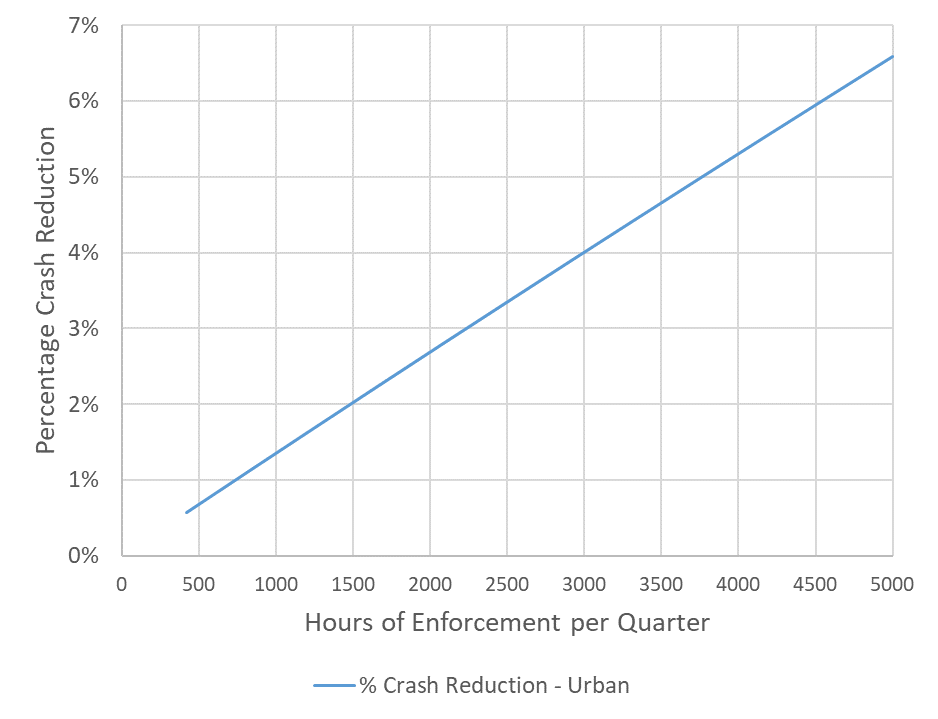 7%
6%
5%
4%
3%
2%
1%
0%
Percentage Crash Reduction
0 500 1000 1500 2000 2500 3000 3500 4000 4500 5000
Hours of Enforcement per Quarter
% Crash Reduction - Urban